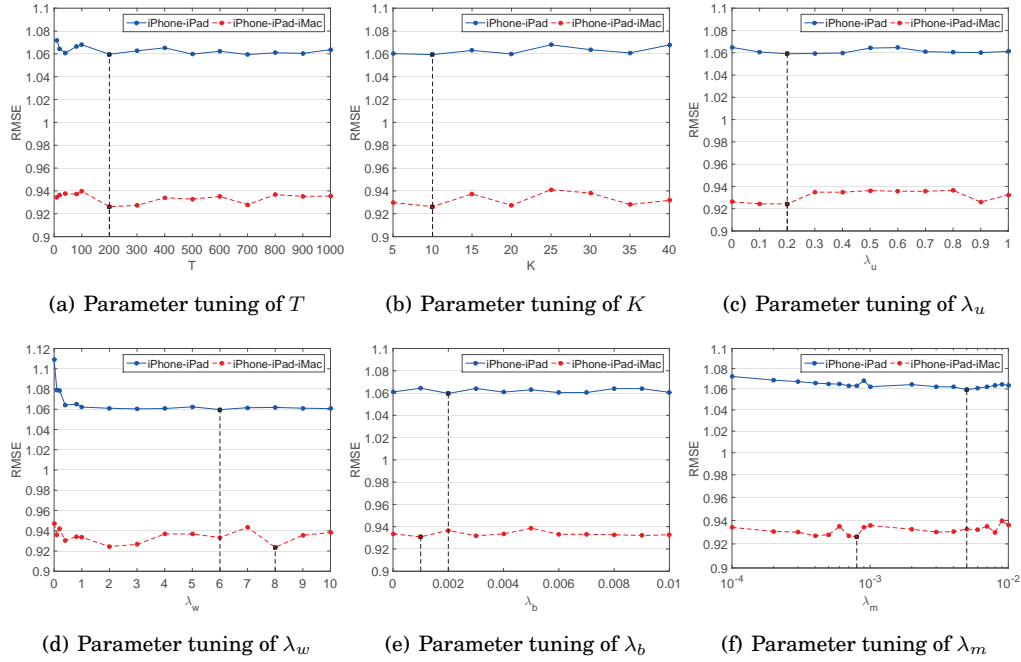 iPhone-iPad iPhone-iPad-iMac
1.1
1.08
1.06
1.04
1.02
1
0.98
0.96
0.94
0.92
0.9
RMSE
0 100 200 300 400 500 600 700 800 900 1000
T
(a) Parameter tuning of T
iPhone-iPad iPhone-iPad-iMac
1.1
1.08
1.06
1.04
1.02
1
0.98
0.96
0.94
0.92
0.9
RMSE
5 10 15 20 25 30 35 40
K
(b) Parameter tuning of K
iPhone-iPad iPhone-iPad-iMac
1.1
1.08
1.06
1.04
1.02
1
0.98
0.96
0.94
0.92
0.9
RMSE
0 0.1 0.2 0.3 0.4 0.5 0.6 0.7 0.8 0.9 1
λ_u
(c) Parameter tuning of λ_u
iPhone-iPad iPhone-iPad-iMac
1.12
1.1
1.08
1.06
1.04
1.02
1
0.98
0.96
0.94
0.92
0.9
RMSE
0 1 2 3 4 5 6 7 8 9 10
λ_w
(d) Parameter tuning of λ_w
iPhone-iPad iPhone-iPad-iMac
1.1
1.08
1.06
1.04
1.02
1
0.98
0.96
0.94
0.92
0.9
RMSE
0 0.002 0.004 0.006 0.008 0.01
λ_b
(e) Parameter tuning of λ_b
iPhone-iPad iPhone-iPad-iMac
1.1
1.08
1.06
1.04
1.02
1
0.98
0.96
0.94
0.92
0.9
RMSE
10^-4 10^-3 10^-2
λ_m
(f) Parameter tuning of λ_m